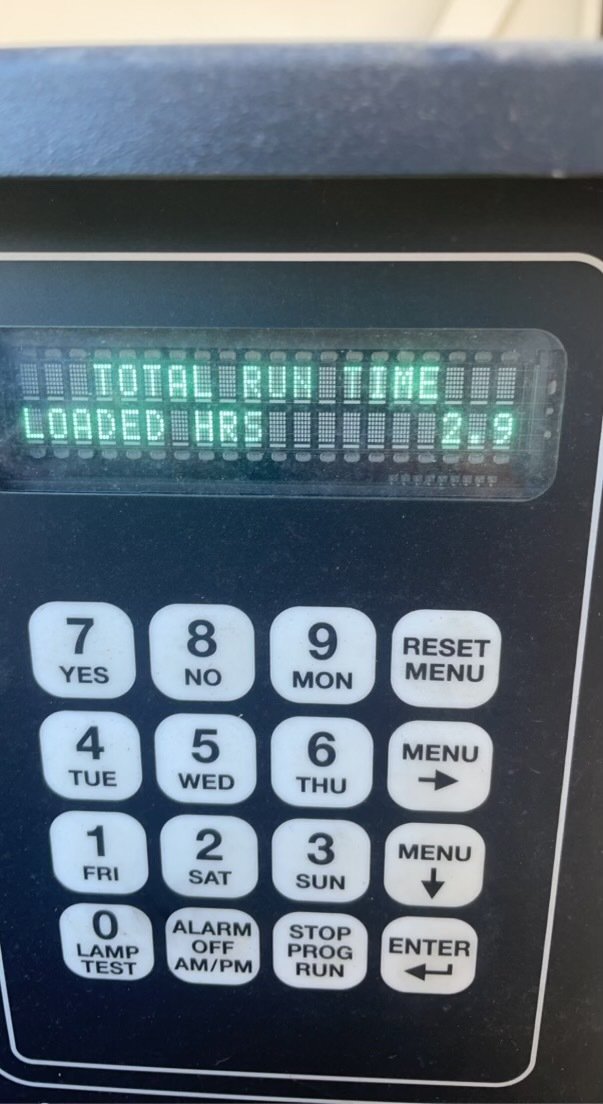 TOTAL RUN TIME
LOADED HRS 2.9
7 8 9 RESET
YES NO MON MENU
4 5 6 MENU
TUE WED THU →
1 2 3 MENU
FRI SAT SUN ↓
0 ALARM STOP ENTER
LAMP OFF PROG ↵
TEST AM/PM RUN